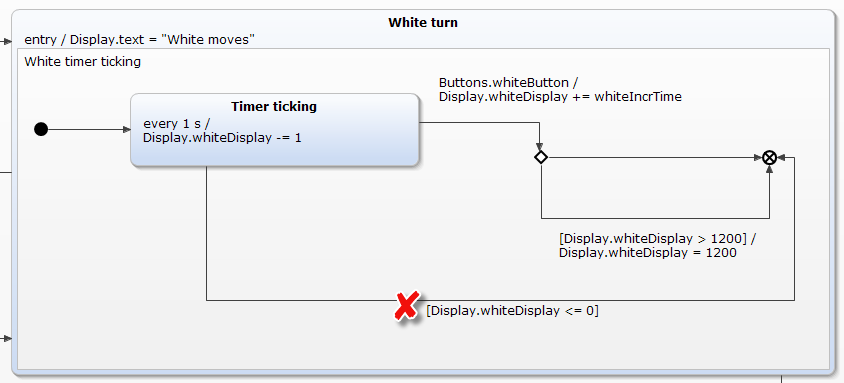 White turn
entry / Display.text = "White moves"
White timer ticking
Buttons.whiteButton /
Display.whiteDisplay += whiteIncrTime
Timer ticking
every 1 s /
Display.whiteDisplay -= 1
[Display.whiteDisplay > 1200] /
Display.whiteDisplay = 1200
[Display.whiteDisplay <= 0]